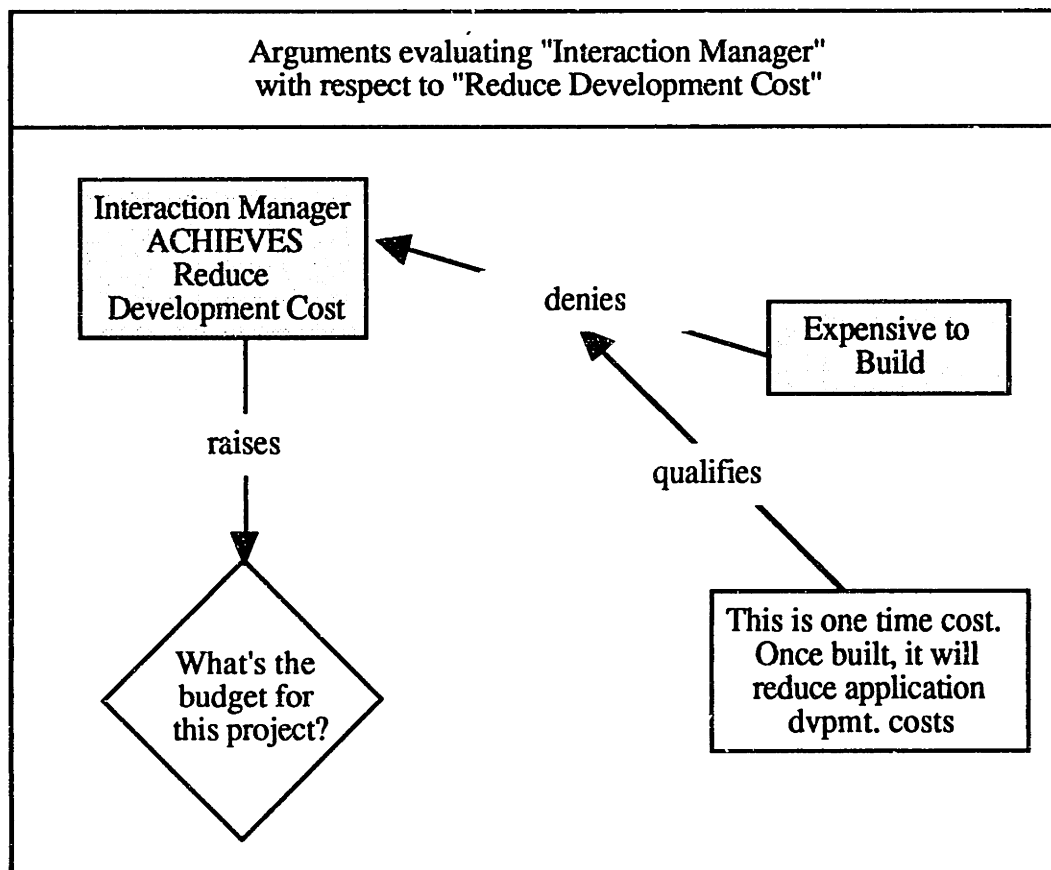 Arguments evaluating "Interaction Manager"
with respect to "Reduce Development Cost"
Interaction Manager
ACHIEVES
Reduce
Development Cost
denies
Expensive to
Build
raises
qualifies
What's the
budget for
this project?
This is one time cost.
Once built, it will
reduce application
dvpmt. costs